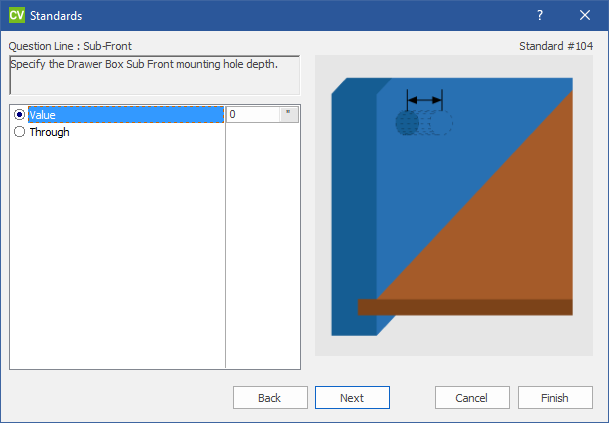 CV Standards ?
Question Line : Sub-Front Standard #104
Specify the Drawer Box Sub Front mounting hole depth.
Value 0 "
Through
Back Next Cancel Finish